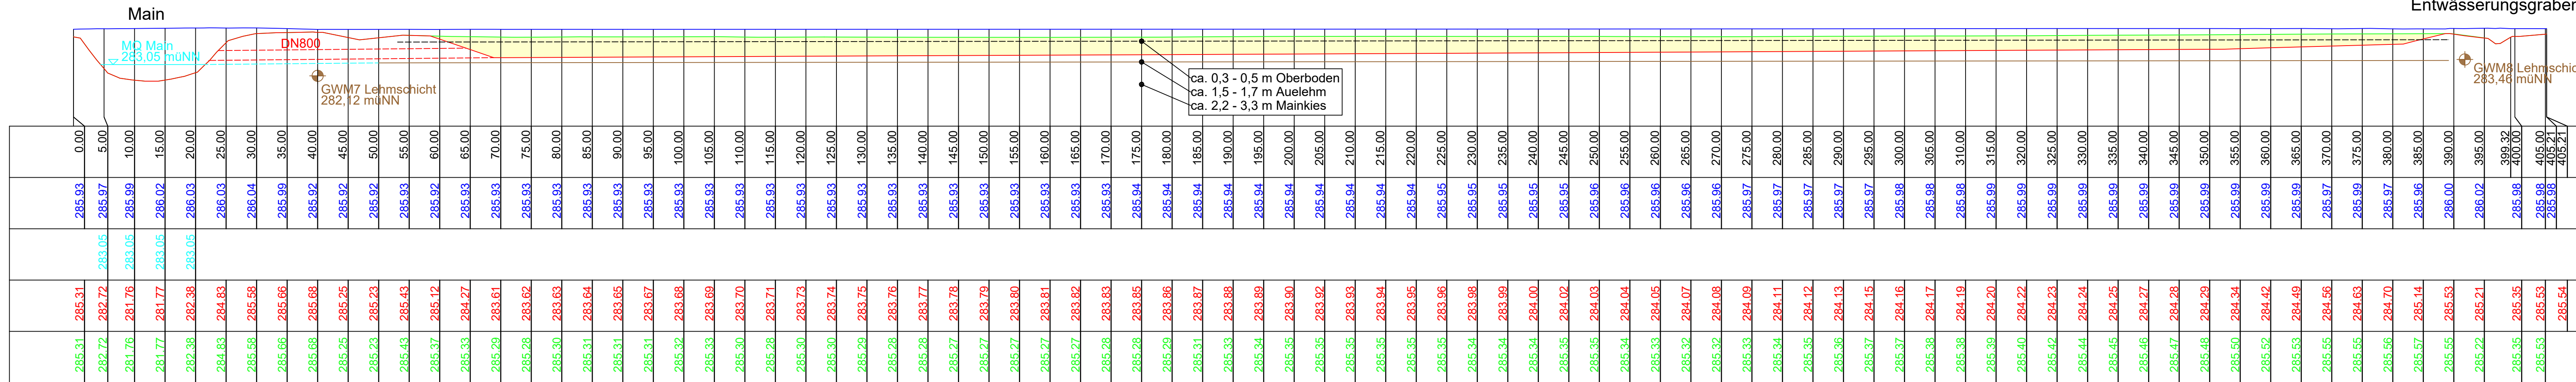 Main
Entwässerungsgraben
MQ Main
283,05 müNN
DN800
GWM7 Lehmschicht
282,12 müNN
ca. 0,3 - 0,5 m Oberboden
ca. 1,5 - 1,7 m Auelehm
ca. 2,2 - 3,3 m Mainkies
GWM8 Lehmschic
283,46 müNN
0.00 5.00 10.00 15.00 20.00 25.00 30.00 35.00 40.00 45.00 50.00 55.00 60.00 65.00 70.00 75.00 80.00 85.00 90.00 95.00 100.00 105.01 110.00 115.00 120.00 125.00 130.00 135.00 140.00 145.00 150.00 155.00 160.00 165.00 170.00 175.00 180.00 185.00 190.00 195.00 200.00 205.00 210.00 215.00 220.00 225.00 230.00 235.00 240.00 245.00 250.00 255.00 260.00 265.00 270.00 275.00 280.00 285.00 290.00 295.00 300.00 305.00 310.00 315.00 320.00 325.00 330.00 335.00 340.00 345.00 350.00 355.00 360.00 365.00 370.00 375.00 380.00 385.00 390.00 395.00 399.32 400.00 405.00 405.21 405.21
285.93 285.97 285.99 286.02 286.03 286.03 286.04 285.99 285.92 285.92 285.92 285.93 285.92 285.93 285.93 285.93 285.93 285.93 285.93 285.93 285.93 285.93 285.93 285.93 285.93 285.93 285.93 285.93 285.93 285.93 285.93 285.93 285.93 285.93 285.93 285.94 285.94 285.94 285.94 285.94 285.94 285.94 285.94 285.94 285.94 285.95 285.95 285.95 285.95 285.95 285.96 285.96 285.96 285.96 285.96 285.97 285.97 285.97 285.97 285.97 285.98 285.98 285.98 285.99 285.99 285.99 285.99 285.99 285.99 285.99 285.99 285.99 285.99 285.99 285.97 285.99 285.97 285.96 286.00 286.02 285.98 285.98 285.98
283.05 283.05 283.05 283.05
285.31 282.72 281.76 281.77 282.38 284.83 285.58 285.66 285.68 285.25 285.23 285.43 285.12 284.27 283.61 283.62 283.63 283.64 283.65 283.67 283.68 283.69 283.70 283.71 283.73 283.74 283.75 283.76 283.77 283.78 283.79 283.80 283.81 283.82 283.83 283.85 283.86 283.87 283.88 283.89 283.90 283.92 283.93 283.94 283.95 283.96 283.98 283.99 284.00 284.02 284.03 284.04 284.05 284.07 284.08 284.09 284.11 284.12 284.13 284.15 284.16 284.17 284.19 284.20 284.22 284.23 284.24 284.25 284.27 284.28 284.29 284.34 284.42 284.49 284.56 284.63 284.70 285.14 285.53 285.21 285.35 285.53 285.54
285.31 282.72 281.76 281.77 282.38 284.83 285.58 285.66 285.68 285.25 285.23 285.43 285.37 285.33 285.29 285.28 285.30 285.31 285.31 285.31 285.32 285.33 285.30 285.28 285.30 285.30 285.29 285.28 285.28 285.27 285.27 285.27 285.27 285.27 285.28 285.28 285.29 285.31 285.33 285.34 285.35 285.35 285.35 285.35 285.35 285.35 285.34 285.34 285.34 285.35 285.35 285.34 285.33 285.32 285.32 285.33 285.34 285.35 285.36 285.37 285.37 285.38 285.38 285.39 285.40 285.42 285.44 285.45 285.46 285.47 285.48 285.50 285.52 285.53 285.55 285.55 285.56 285.57 285.55 285.22 285.35 285.53